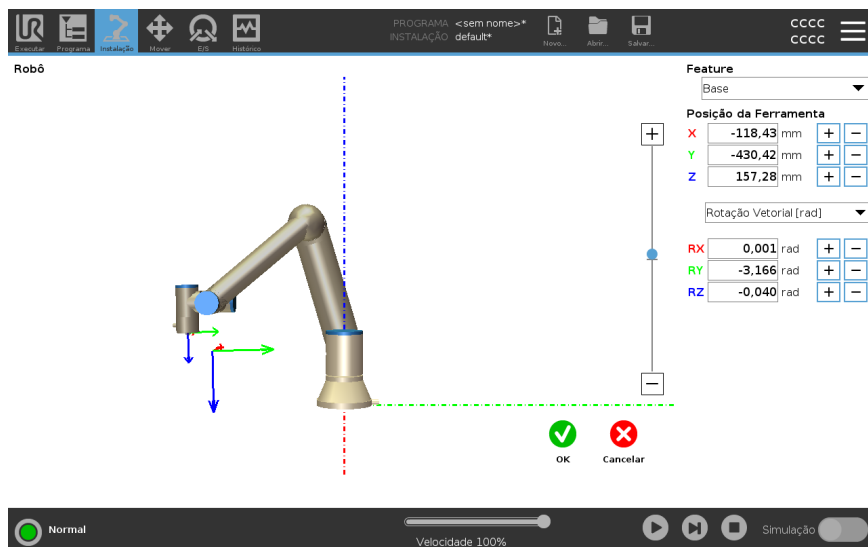 UR
Executar
Programa
Instalação
Mover
E/S
Histórico
PROGRAMA <sem nome>*
INSTALAÇÃO default*
Novo...
Abrir...
Salvar...
CCCC
CCCC
Robô
Feature
Base
Posição da Ferramenta
X -118,43 mm + −
Y -430,42 mm + −
Z 157,28 mm + −
Rotação Vetorial [rad]
RX 0,001 rad + −
RY -3,166 rad + −
RZ -0,040 rad + −
+
−
OK
Cancelar
Normal
Velocidade 100%
Simulação